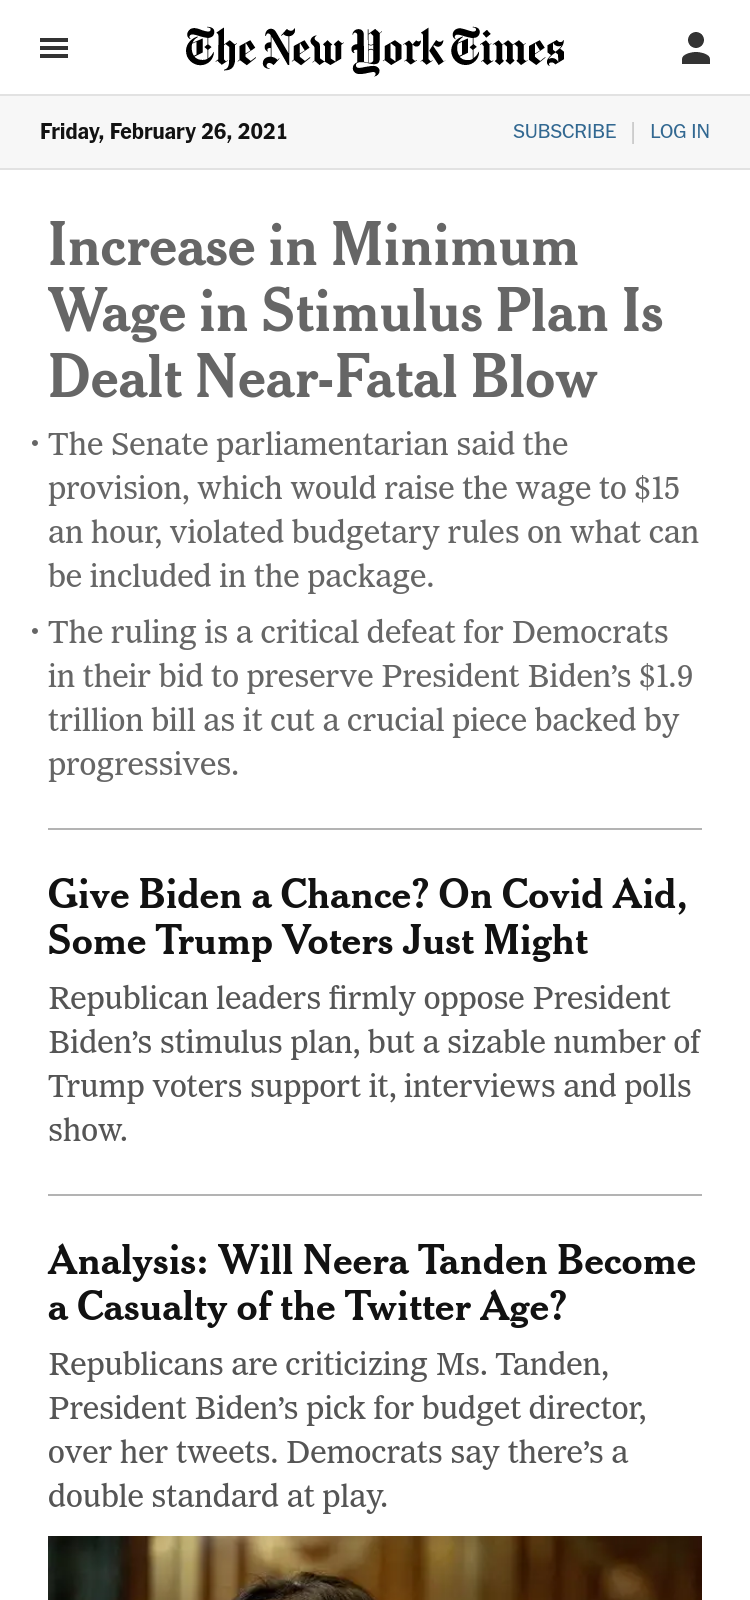 The New York Times
Friday, February 26, 2021
SUBSCRIBE | LOG IN
Increase in Minimum
Wage in Stimulus Plan Is
Dealt Near-Fatal Blow
• The Senate parliamentarian said the
provision, which would raise the wage to $15
an hour, violated budgetary rules on what can
be included in the package.
• The ruling is a critical defeat for Democrats
in their bid to preserve President Biden’s $1.9
trillion bill as it cut a crucial piece backed by
progressives.
Give Biden a Chance? On Covid Aid,
Some Trump Voters Just Might
Republican leaders firmly oppose President
Biden’s stimulus plan, but a sizable number of
Trump voters support it, interviews and polls
show.
Analysis: Will Neera Tanden Become
a Casualty of the Twitter Age?
Republicans are criticizing Ms. Tanden,
President Biden’s pick for budget director,
over her tweets. Democrats say there’s a
double standard at play.